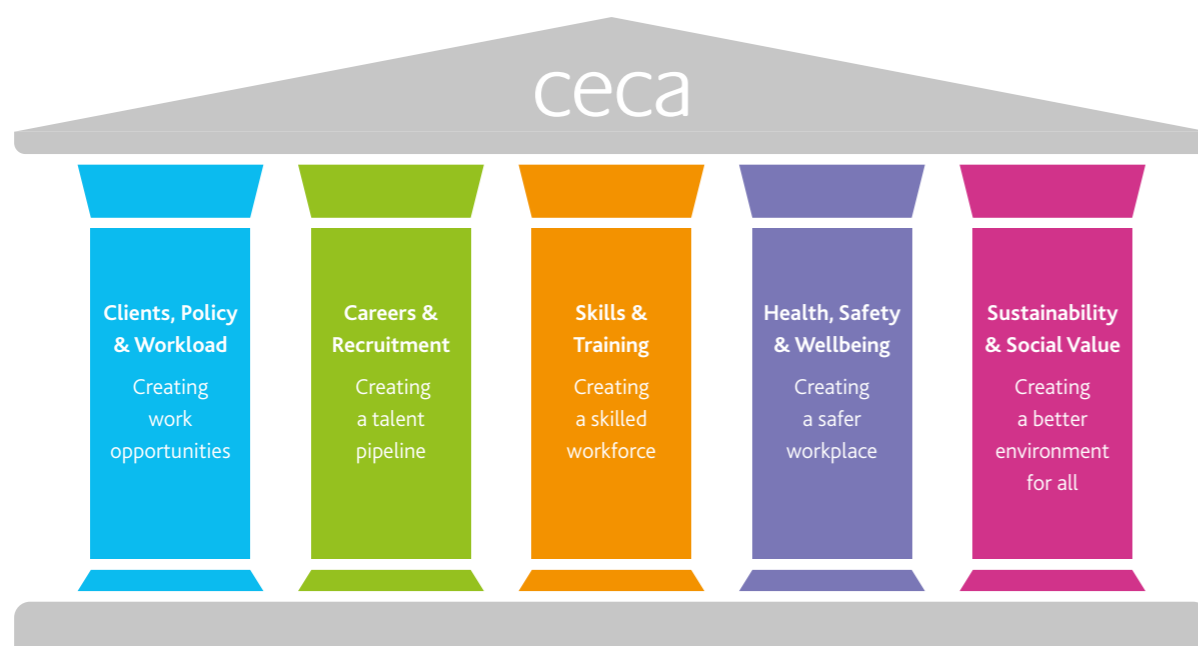 ceca
Clients, Policy
& Workload
Creating
work
opportunities
Careers &
Recruitment
Creating
a talent
pipeline
Skills &
Training
Creating
a skilled
workforce
Health, Safety
& Wellbeing
Creating
a safer
workplace
Sustainability
& Social Value
Creating
a better
environment
for all